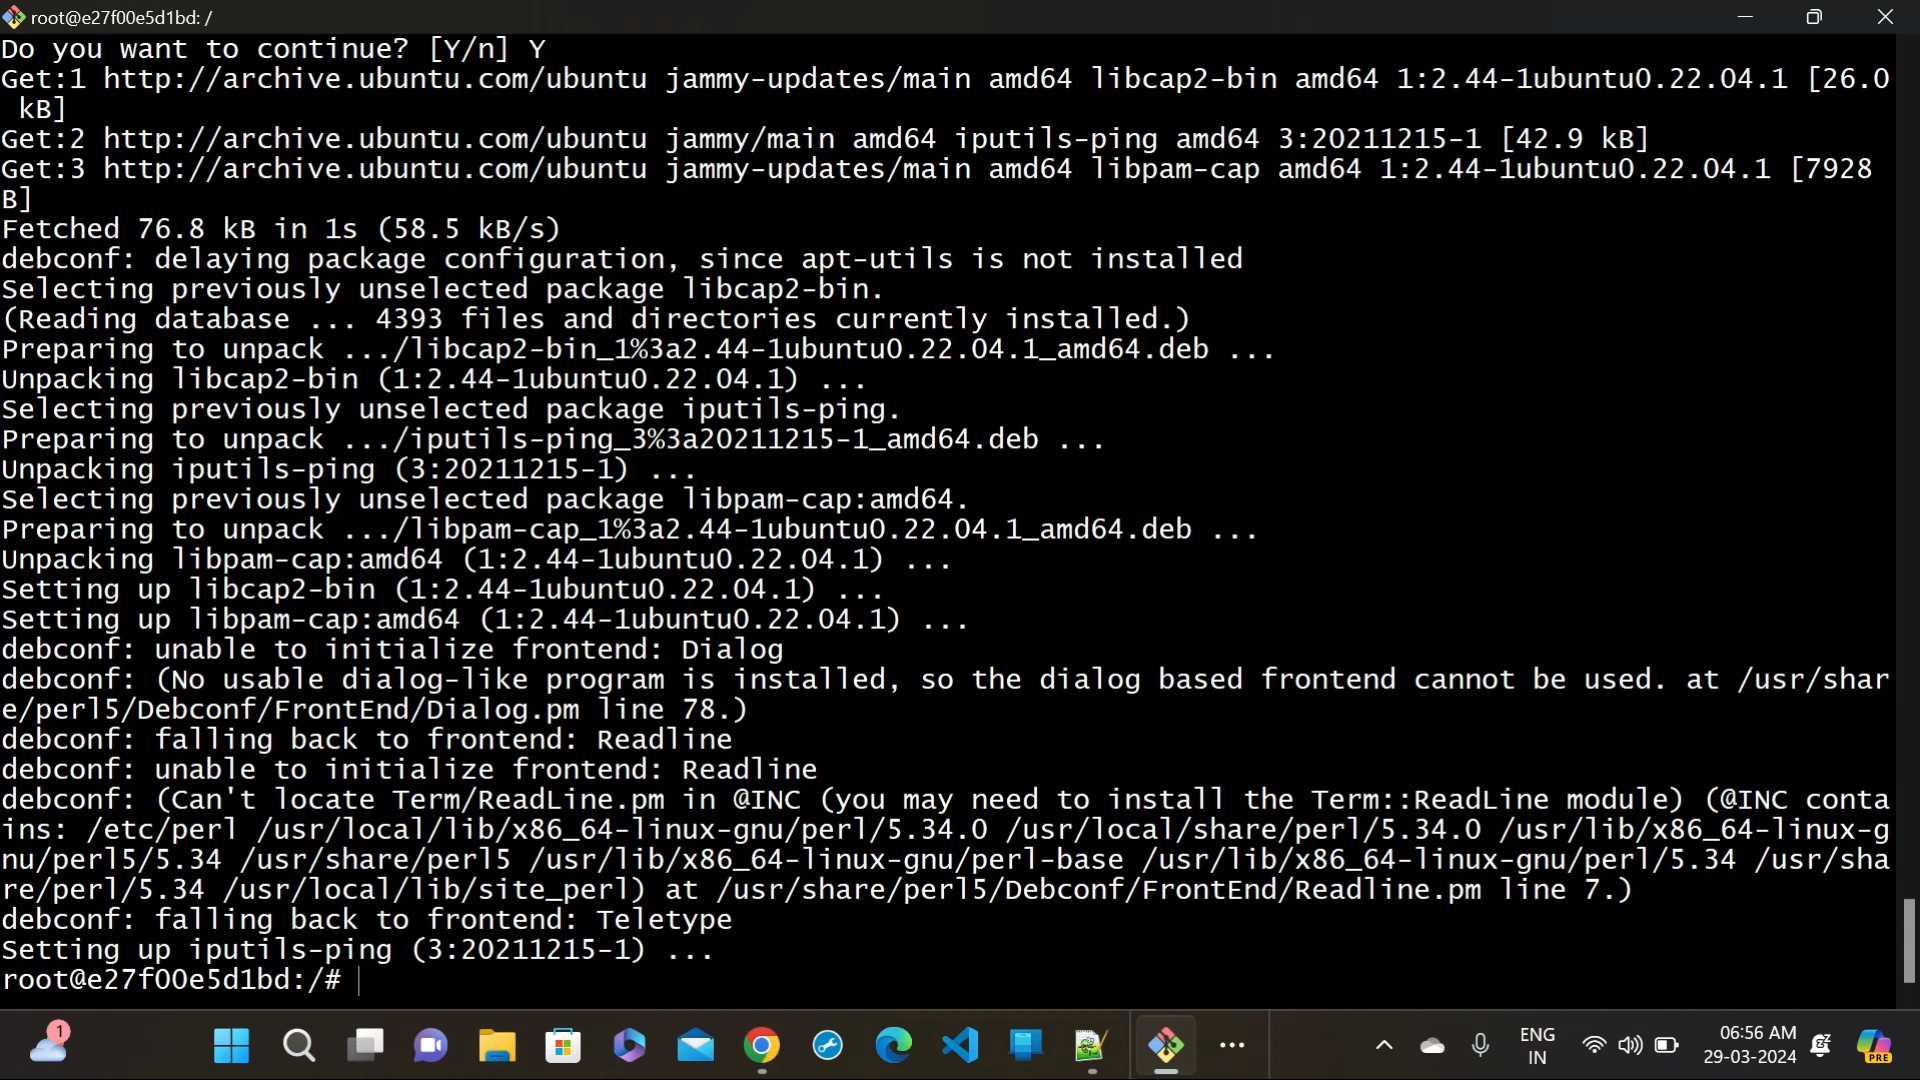 root@e27f00e5d1bd: /
Do you want to continue? [Y/n] Y
Get:1 http://archive.ubuntu.com/ubuntu jammy-updates/main amd64 libcap2-bin amd64 1:2.44-1ubuntu0.22.04.1 [26.0
 kB]
Get:2 http://archive.ubuntu.com/ubuntu jammy/main amd64 iputils-ping amd64 3:20211215-1 [42.9 kB]
Get:3 http://archive.ubuntu.com/ubuntu jammy-updates/main amd64 libpam-cap amd64 1:2.44-1ubuntu0.22.04.1 [7928
B]
Fetched 76.8 kB in 1s (58.5 kB/s)
debconf: delaying package configuration, since apt-utils is not installed
Selecting previously unselected package libcap2-bin.
(Reading database ... 4393 files and directories currently installed.)
Preparing to unpack .../libcap2-bin_1%3a2.44-1ubuntu0.22.04.1_amd64.deb ...
Unpacking libcap2-bin (1:2.44-1ubuntu0.22.04.1) ...
Selecting previously unselected package iputils-ping.
Preparing to unpack .../iputils-ping_3%3a20211215-1_amd64.deb ...
Unpacking iputils-ping (3:20211215-1) ...
Selecting previously unselected package libpam-cap:amd64.
Preparing to unpack .../libpam-cap_1%3a2.44-1ubuntu0.22.04.1_amd64.deb ...
Unpacking libpam-cap:amd64 (1:2.44-1ubuntu0.22.04.1) ...
Setting up libcap2-bin (1:2.44-1ubuntu0.22.04.1) ...
Setting up libpam-cap:amd64 (1:2.44-1ubuntu0.22.04.1) ...
debconf: unable to initialize frontend: Dialog
debconf: (No usable dialog-like program is installed, so the dialog based frontend cannot be used. at /usr/shar
e/perl5/Debconf/FrontEnd/Dialog.pm line 78.)
debconf: falling back to frontend: Readline
debconf: unable to initialize frontend: Readline
debconf: (Can't locate Term/ReadLine.pm in @INC (you may need to install the Term::ReadLine module) (@INC conta
ins: /etc/perl /usr/local/lib/x86_64-linux-gnu/perl/5.34.0 /usr/local/share/perl/5.34.0 /usr/lib/x86_64-linux-g
nu/perl5/5.34 /usr/share/perl5 /usr/lib/x86_64-linux-gnu/perl-base /usr/lib/x86_64-linux-gnu/perl/5.34 /usr/sha
re/perl/5.34 /usr/local/lib/site_perl) at /usr/share/perl5/Debconf/FrontEnd/Readline.pm line 7.)
debconf: falling back to frontend: Teletype
Setting up iputils-ping (3:20211215-1) ...
root@e27f00e5d1bd:/#
1
ENG
IN
06:56 AM
29-03-2024
PRE